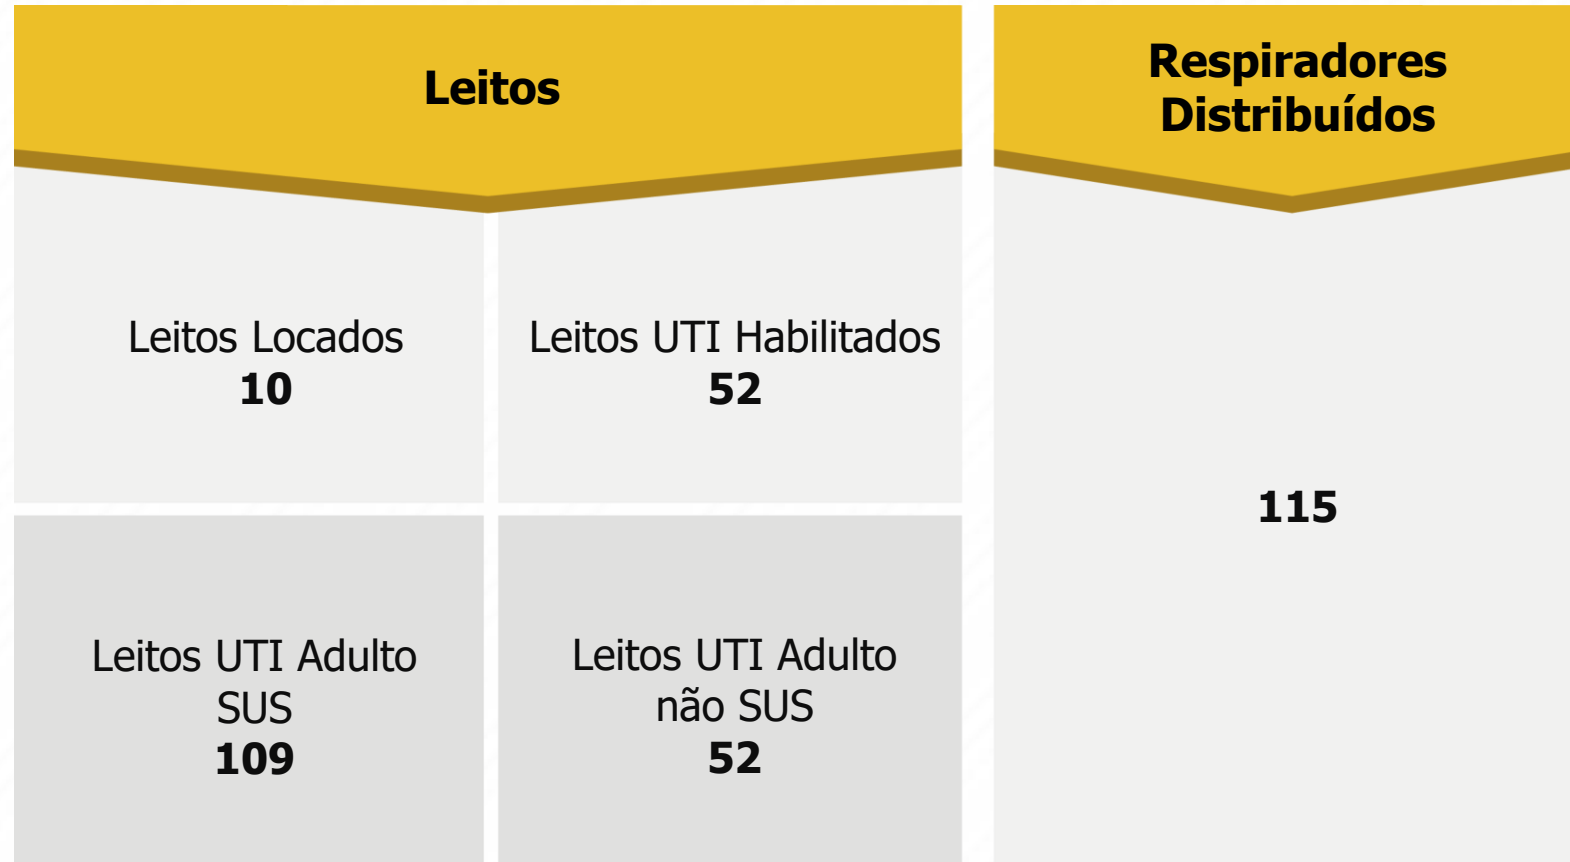 Leitos
Leitos Locados
10
Leitos UTI Habilitados
52
Leitos UTI Adulto
SUS
109
Leitos UTI Adulto
não SUS
52
Respiradores
Distribuídos
115